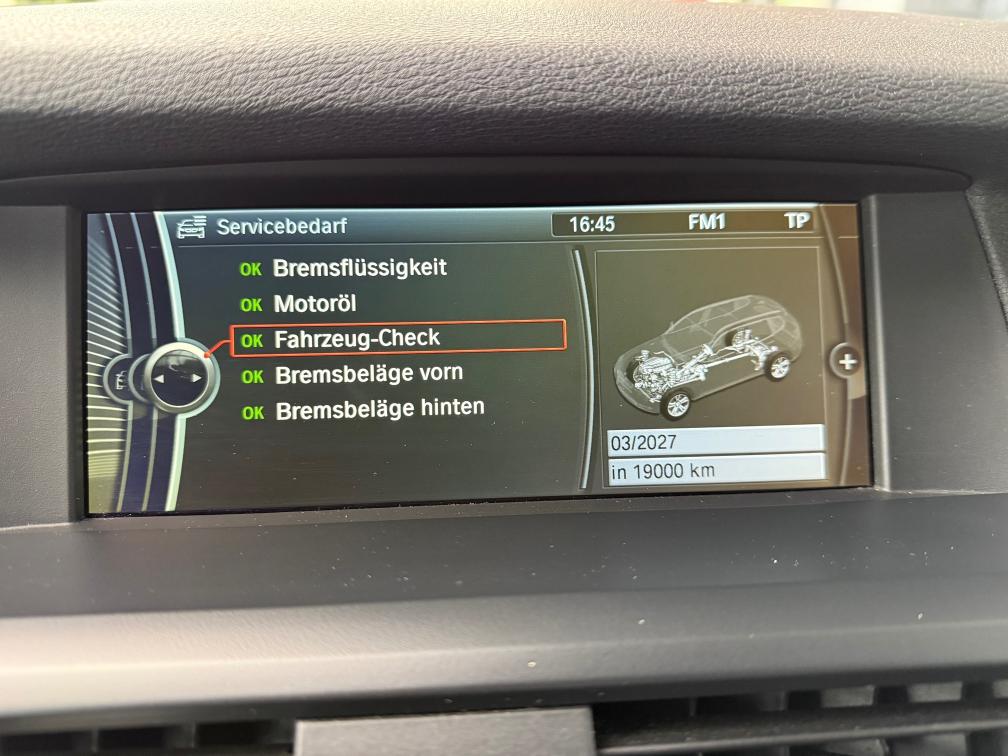 Servicebedarf 16:45 FM1 TP
OK Bremsflüssigkeit
OK Motoröl
OK Fahrzeug-Check
OK Bremsbeläge vorn
OK Bremsbeläge hinten
03/2027
in 19000 km